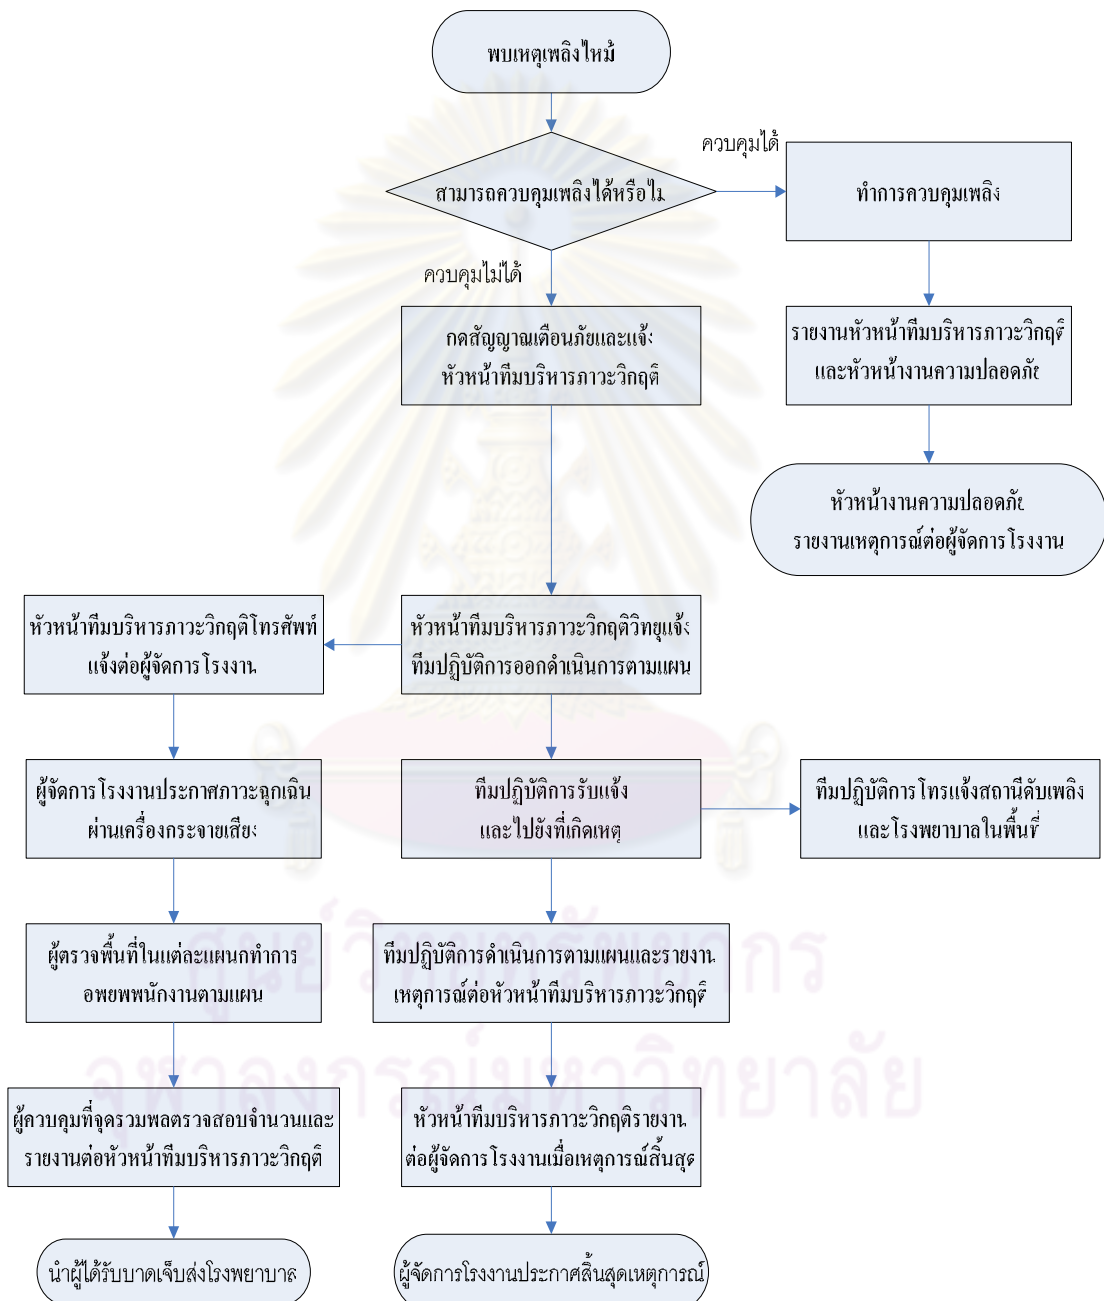 พบเหตุเพลิงไหม้
ควบคุมได้
สามารถควบคุมเพลิงได้หรือไม
ทำการควบคุมเพลิง
ควบคุมไม่ได้
กดสัญญาณเตือนภัยและแจ้ง
หัวหน้าทีมบริหารภาวะวิกฤติ
รายงานหัวหน้าทีมบริหารภาวะวิกฤติ
และหัวหน้างานความปลอดภัย
หัวหน้างานความปลอดภัย
รายงานเหตุการณ์ต่อผู้จัดการโรงงาน
หัวหน้าทีมบริหารภาวะวิกฤติโทรศัพท์
แจ้งต่อผู้จัดการโรงงาน
หัวหน้าทีมบริหารภาวะวิกฤติวิทยุแจ้ง
ทีมปฏิบัติการออกดำเนินการตามแผน
ผู้จัดการโรงงานประกาศภาวะฉุกเฉิน
ผ่านเครื่องกระจายเสียง
ทีมปฏิบัติการรับแจ้ง
และไปยังที่เกิดเหตุ
ทีมปฏิบัติการโทรแจ้งสถานีดับเพลิง
และโรงพยาบาลในพื้นที่
ผู้ตรวจพื้นที่ในแต่ละแผนกทำการ
อพยพพนักงานตามแผน
ทีมปฏิบัติการดำเนินการตามแผนและรายงาน
เหตุการณ์ต่อหัวหน้าทีมบริหารภาวะวิกฤติ
ผู้ควบคุมที่จุดรวมพลตรวจสอบจำนวนและ
รายงานต่อหัวหน้าทีมบริหารภาวะวิกฤติ
หัวหน้าทีมบริหารภาวะวิกฤติรายงาน
ต่อผู้จัดการโรงงานเมื่อเหตุการณ์สิ้นสุด
นำผู้ได้รับบาดเจ็บส่งโรงพยาบาล
ผู้จัดการโรงงานประกาศสิ้นสุดเหตุการณ์
ศูนย์วิทยทรัพยากร
จุฬาลงกรณ์มหาวิทยาลัย